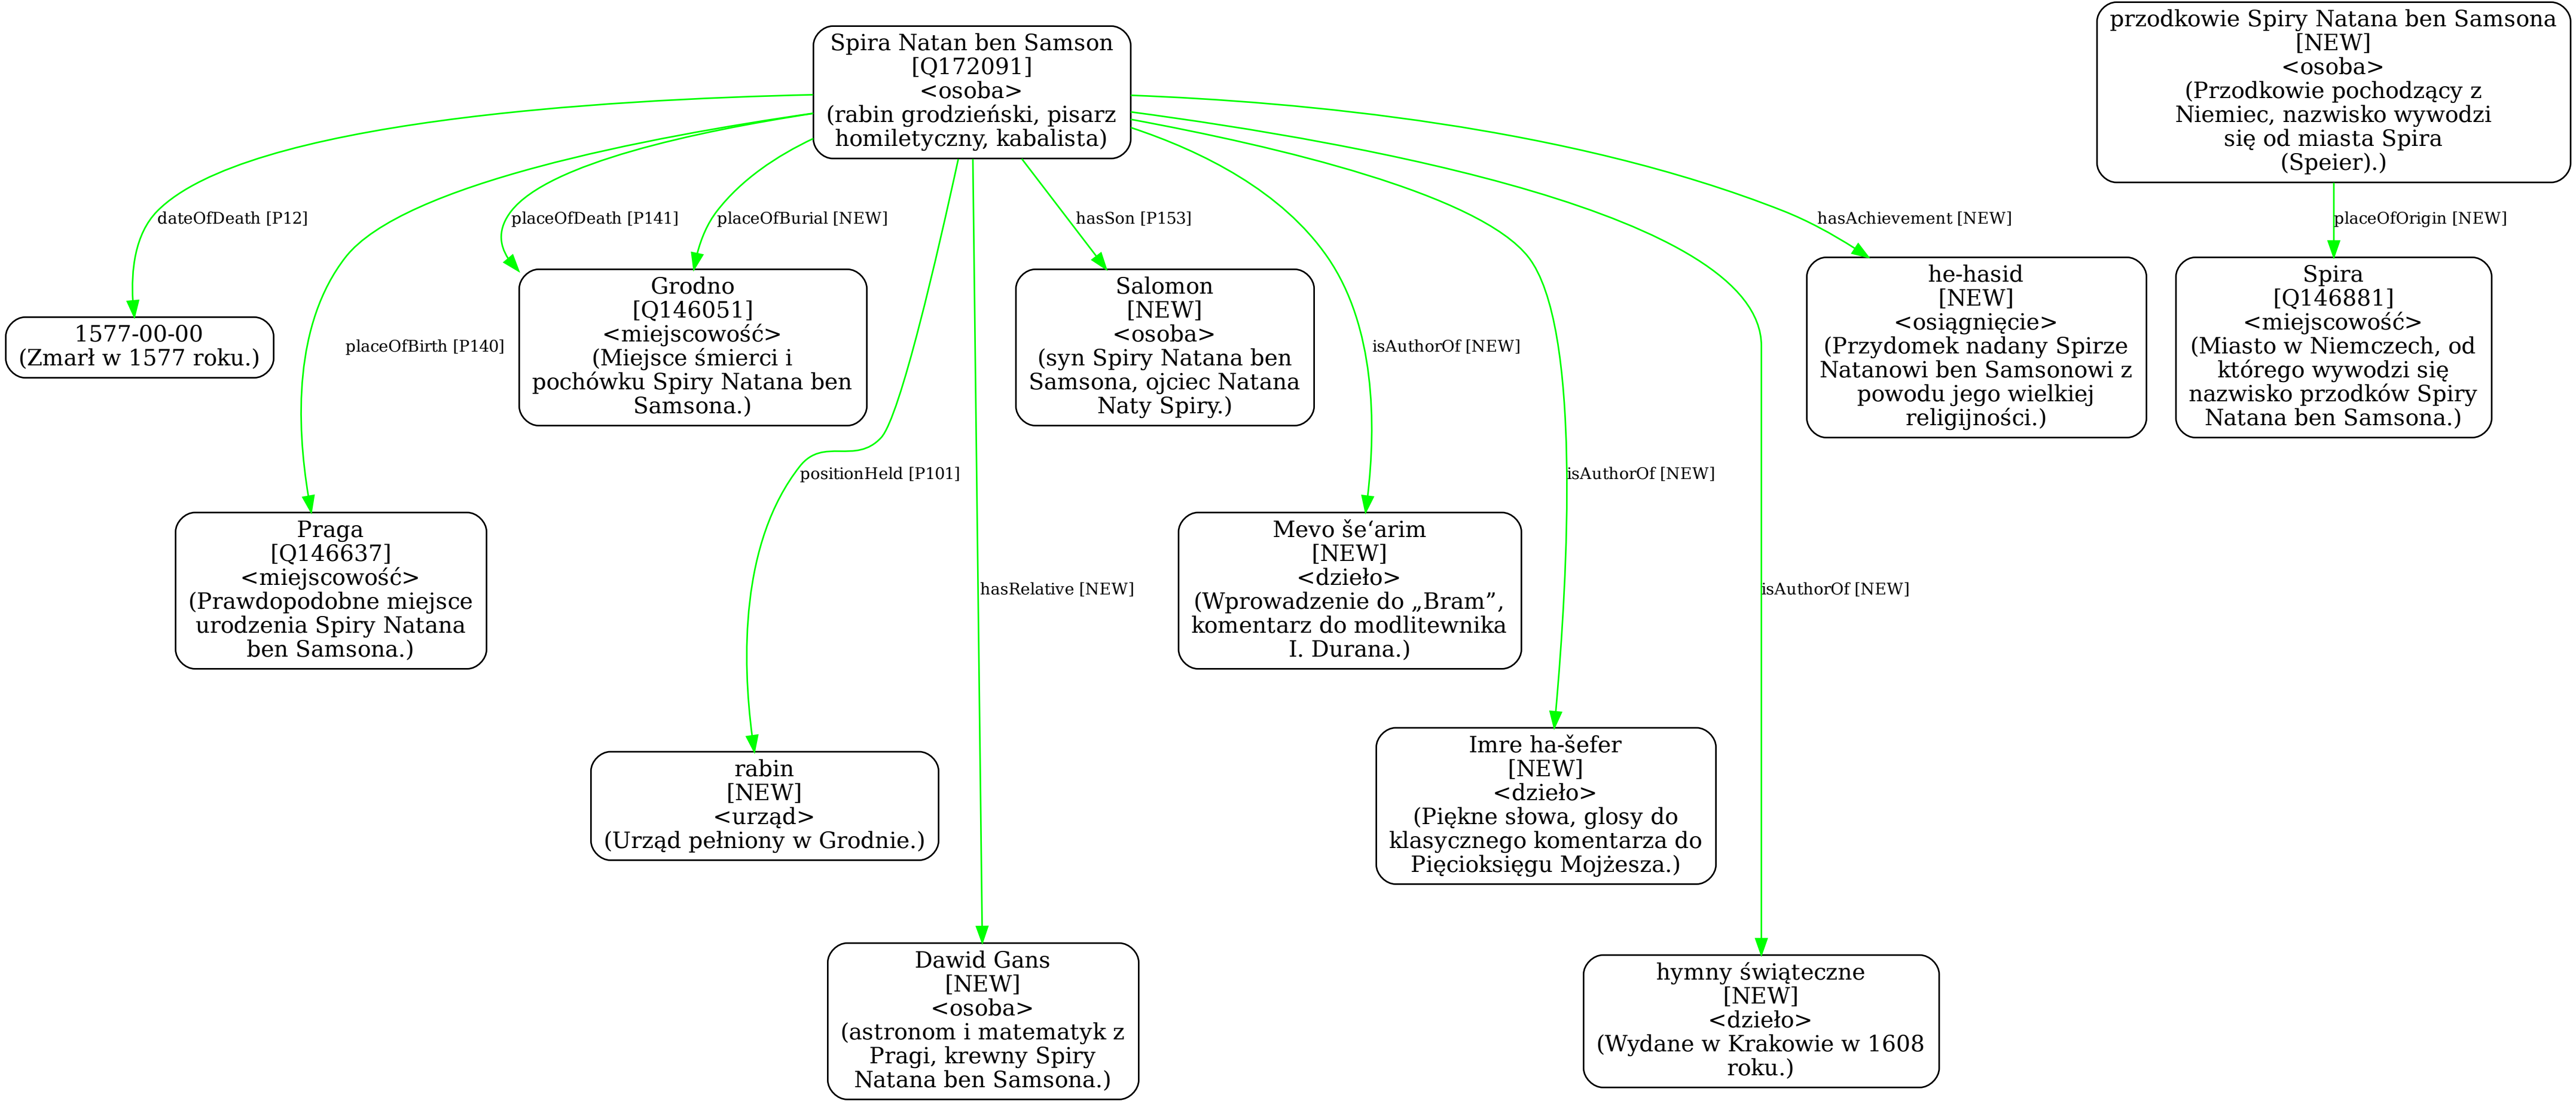 Spira Natan ben Samson
[Q172091]
<osoba>
(rabin grodzieński, pisarz
homiletyczny, kabalista)
przodkowie Spiry Natana ben Samsona
[NEW]
<osoba>
(Przodkowie pochodzący z
Niemiec, nazwisko wywodzi
się od miasta Spira
(Speier).)
dateOfDeath [P12]
placeOfDeath [P141]
placeOfBurial [NEW]
hasSon [P153]
hasAchievement [NEW]
placeOfOrigin [NEW]
1577-00-00
(Zmarł w 1577 roku.)
placeOfBirth [P140]
Grodno
[Q146051]
<miejscowość>
(Miejsce śmierci i
pochówku Spiry Natana ben
Samsona.)
Salomon
[NEW]
<osoba>
(syn Spiry Natana ben
Samsona, ojciec Natana
Naty Spiry.)
isAuthorOf [NEW]
he-hasid
[NEW]
<osiągnięcie>
(Przydomek nadany Spirze
Natanowi ben Samsonowi z
powodu jego wielkiej
religijności.)
Spira
[Q146881]
<miejscowość>
(Miasto w Niemczech, od
którego wywodzi się
nazwisko przodków Spiry
Natana ben Samsona.)
positionHeld [P101]
isAuthorOf [NEW]
Praga
[Q146637]
<miejscowość>
(Prawdopodobne miejsce
urodzenia Spiry Natana
ben Samsona.)
hasRelative [NEW]
Mevo še‘arim
[NEW]
<dzieło>
(Wprowadzenie do „Bram”,
komentarz do modlitewnika
I. Durana.)
isAuthorOf [NEW]
rabin
[NEW]
<urząd>
(Urząd pełniony w Grodnie.)
Imre ha-šefer
[NEW]
<dzieło>
(Piękne słowa, glosy do
klasycznego komentarza do
Pięcioksięgu Mojżesza.)
Dawid Gans
[NEW]
<osoba>
(astronom i matematyk z
Pragi, krewny Spiry
Natana ben Samsona.)
hymny świąteczne
[NEW]
<dzieło>
(Wydane w Krakowie w 1608
roku.)